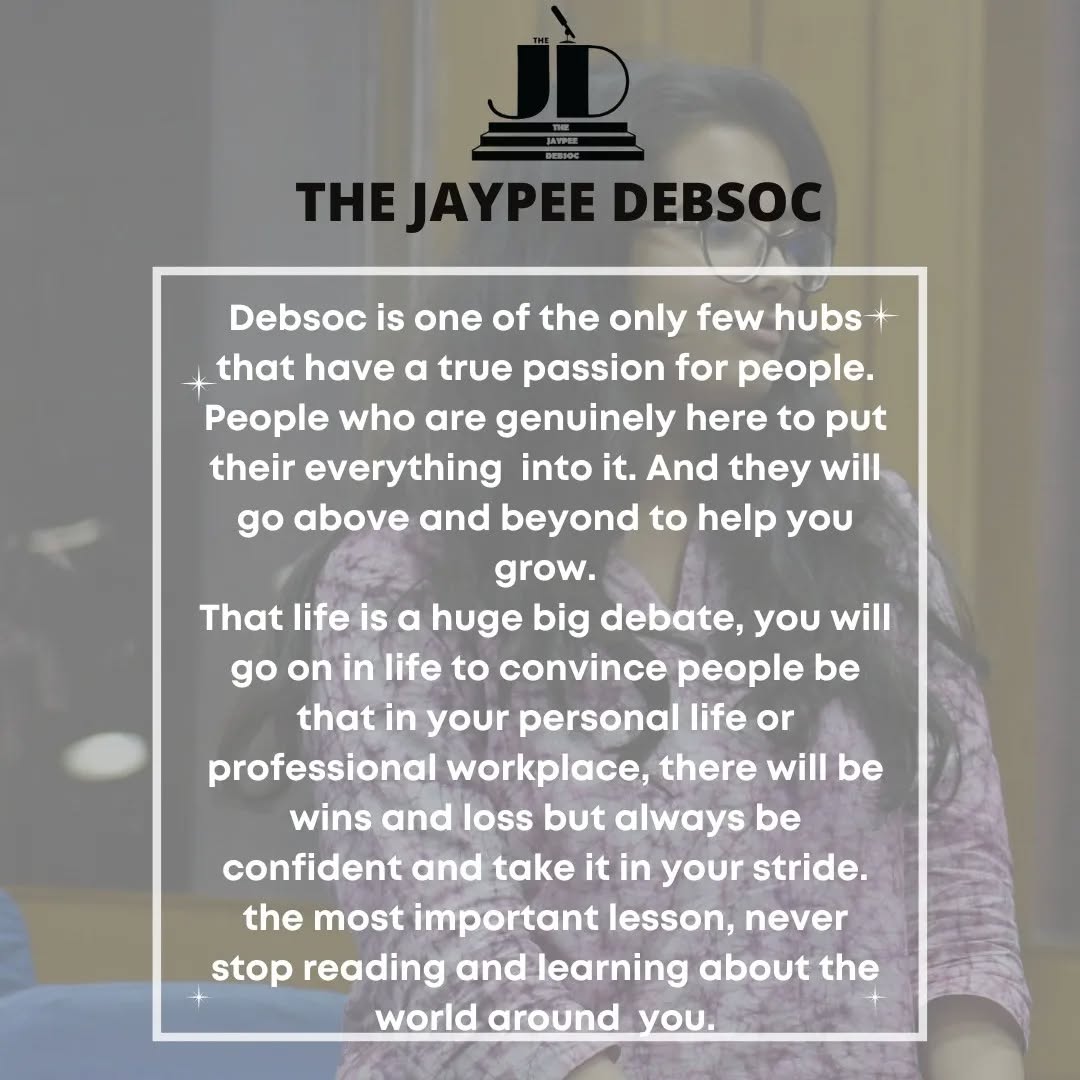 THE
JD
THE
JAYPEE
DEBSOC
THE JAYPEE DEBSOC
Debsoc is one of the only few hubs
that have a true passion for people.
People who are genuinely here to put
their everything  into it. And they will
go above and beyond to help you
grow.
That life is a huge big debate, you will
go on in life to convince people be
that in your personal life or
professional workplace, there will be
wins and loss but always be
confident and take it in your stride.
the most important lesson, never
stop reading and learning about the
world around  you.